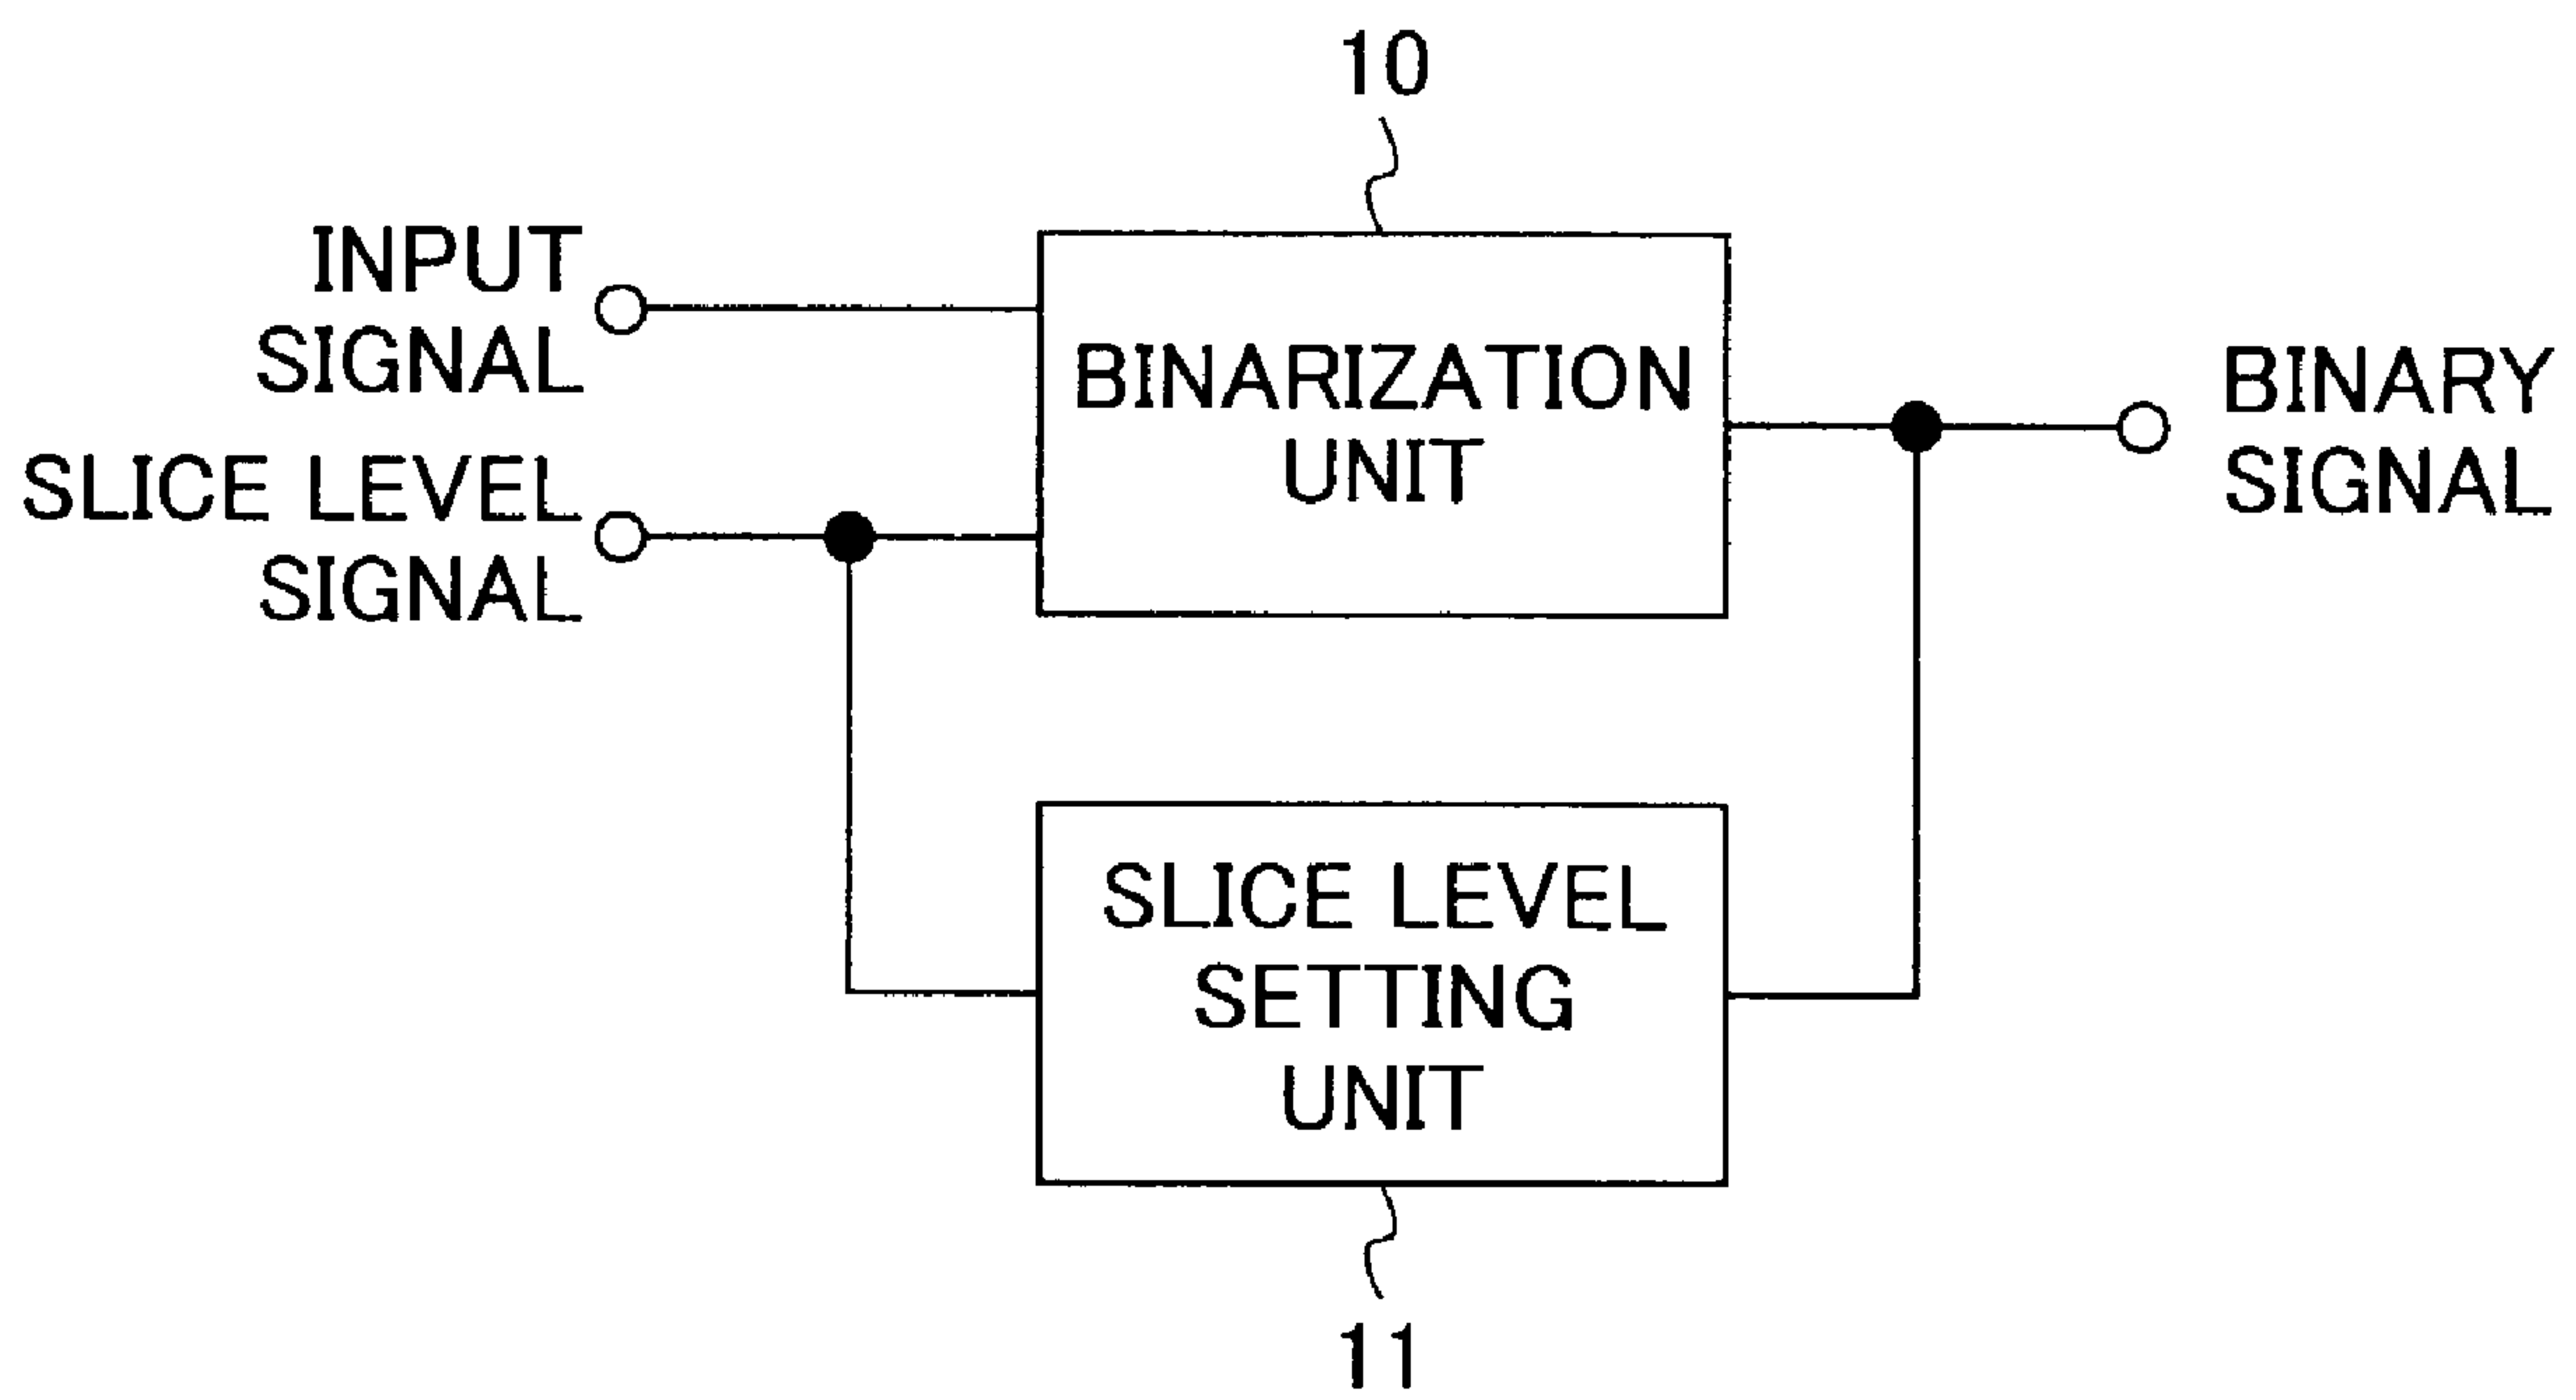 10
INPUT
SIGNAL
SLICE LEVEL
SIGNAL
BINARIZATION
UNIT
BINARY
SIGNAL
SLICE LEVEL
SETTING
UNIT
11